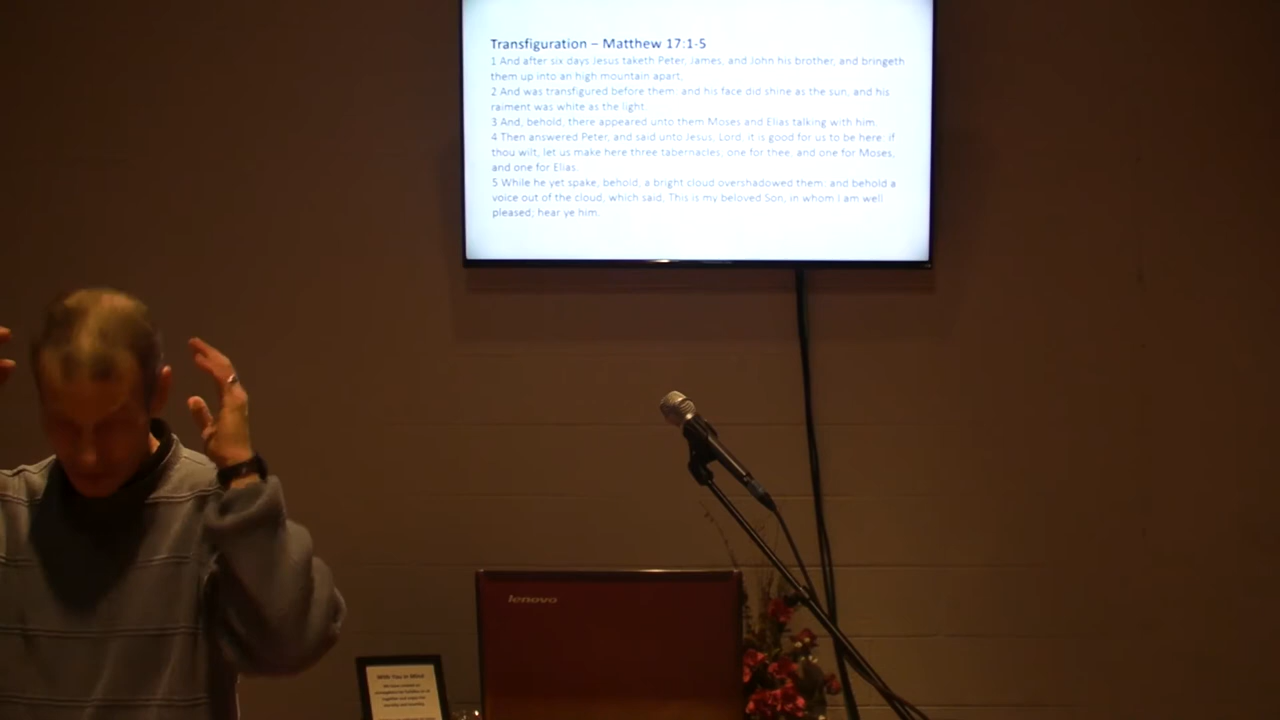 Transfiguration – Matthew 17:1-5
1 And after six days Jesus taketh Peter, James, and John his brother, and bringeth
them up into an high mountain apart,
2 And was transfigured before them: and his face did shine as the sun, and his
raiment was white as the light.
3 And, behold, there appeared unto them Moses and Elias talking with him.
4 Then answered Peter, and said unto Jesus, Lord, it is good for us to be here: if
thou wilt, let us make here three tabernacles; one for thee, and one for Moses,
and one for Elias.
5 While he yet spake, behold, a bright cloud overshadowed them: and behold a
voice out of the cloud, which said, This is my beloved Son, in whom I am well
pleased; hear ye him.
lenovo
With You in Mind